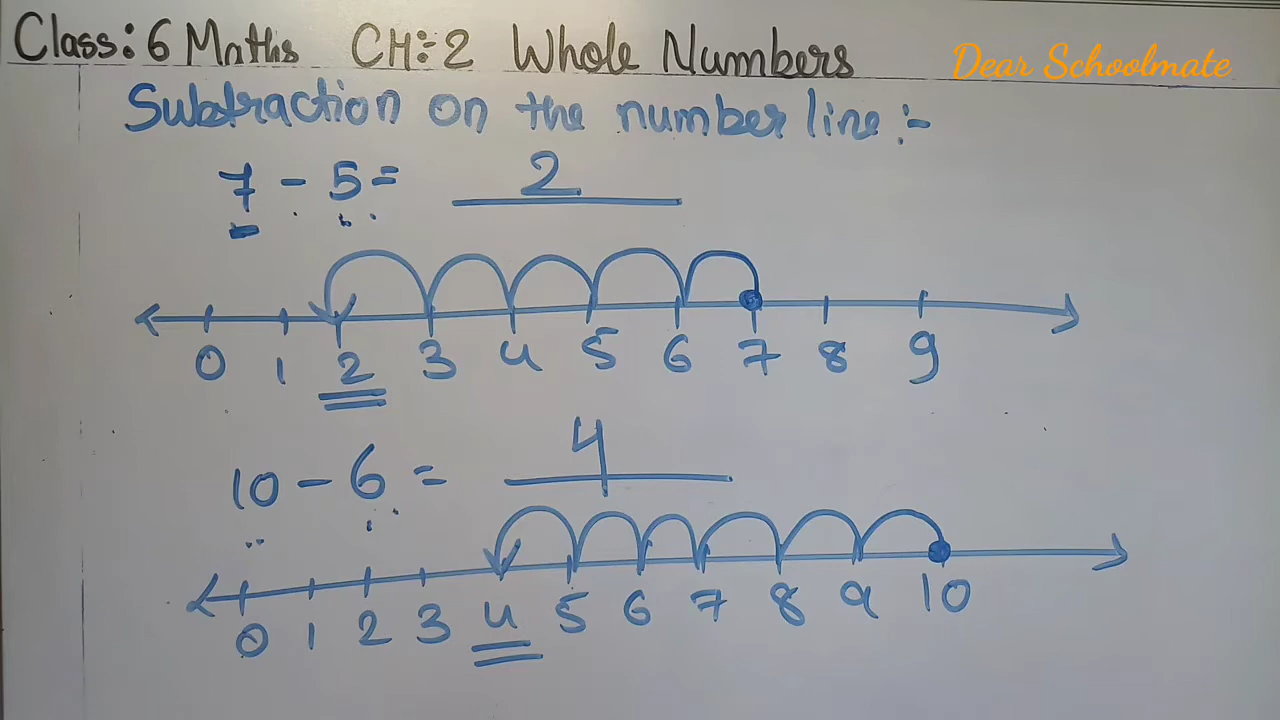 Class: 6 Maths CH:- 2 Whole Numbers
Dear Schoolmate
Subtraction on the number line :-
7 - 5 = 2
0 1 2 3 4 5 6 7 8 9
10 - 6 = 4
0 1 2 3 4 5 6 7 8 9 10